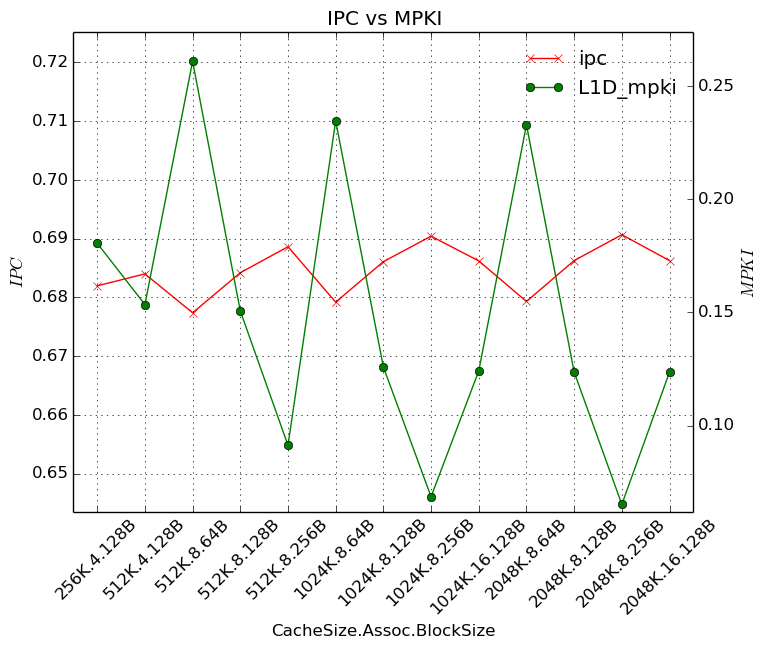 IPC vs MPKI
ipc
L1D_mpki
0.72
0.71
0.70
0.69
0.68
0.67
0.66
0.65
IPC
0.25
0.20
0.15
0.10
MPKI
256K.4.128B
512K.4.128B
512K.8.64B
512K.8.128B
512K.8.256B
1024K.8.64B
1024K.8.128B
1024K.8.256B
1024K.16.128B
2048K.8.64B
2048K.8.128B
2048K.8.256B
2048K.16.128B
CacheSize.Assoc.BlockSize